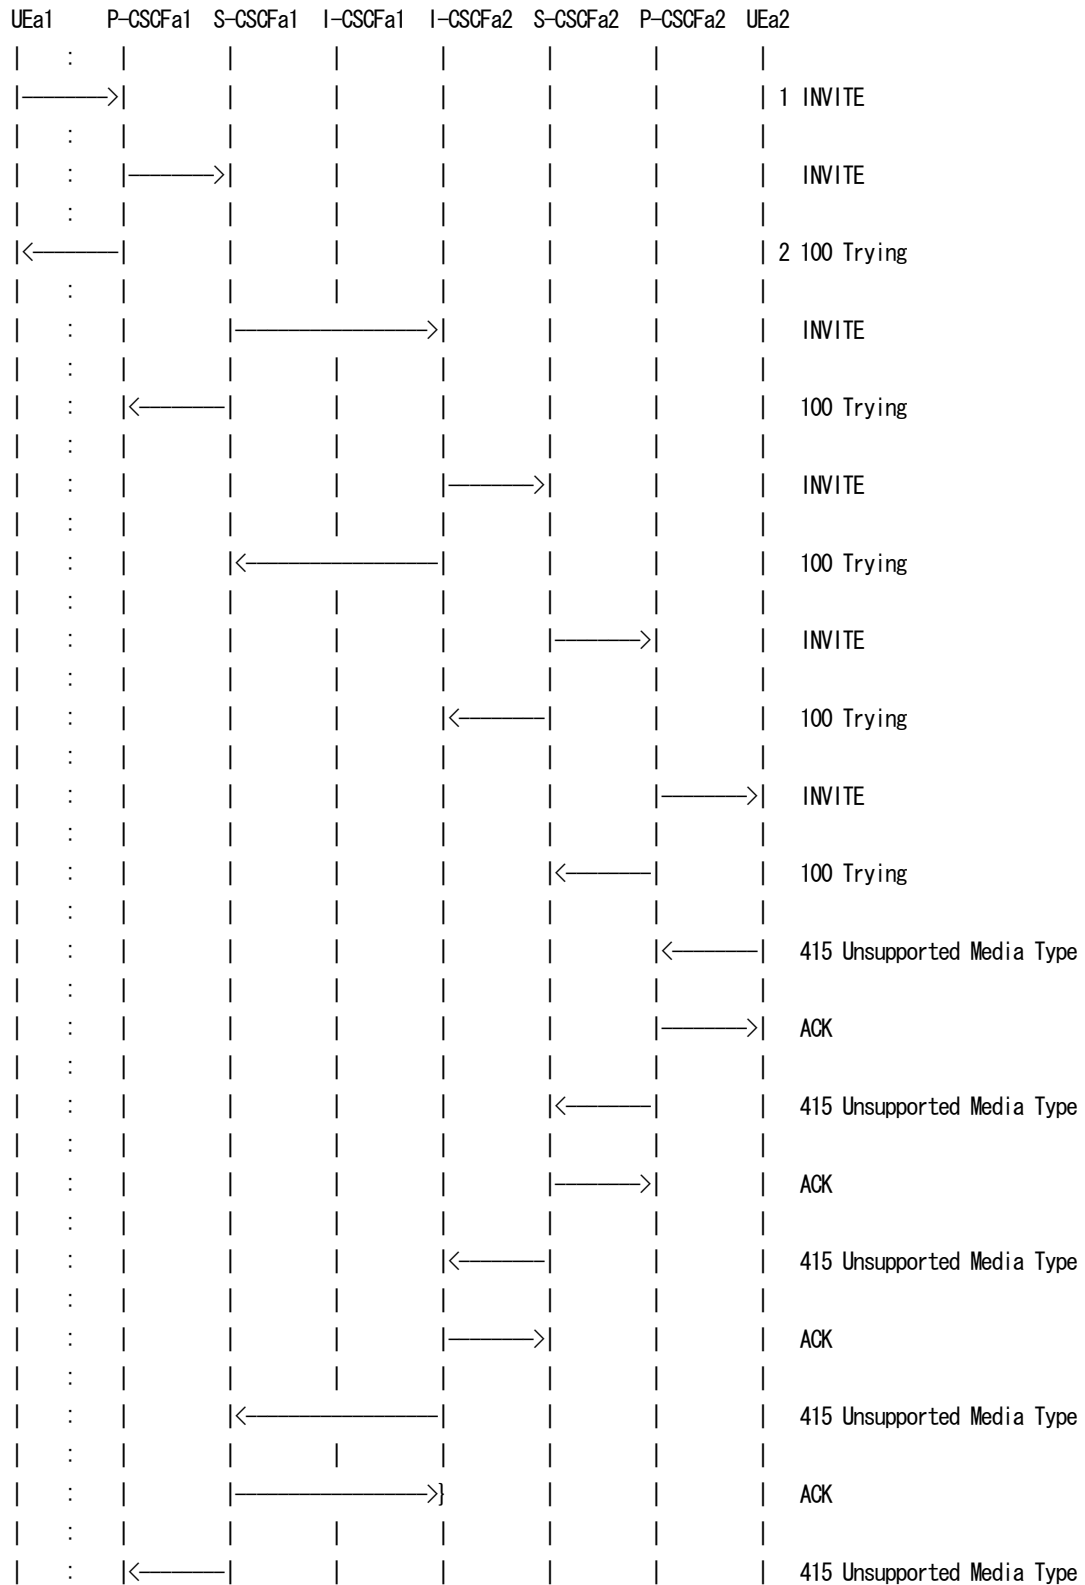 UEa1 P-CSCFa1 S-CSCFa1 I-CSCFa1 I-CSCFa2 S-CSCFa2 P-CSCFa2 UEa2
| : | | | | | | |
|-------->| | | | | | | 1 INVITE
| : | | | | | | |
| : |-------->| | | | | | INVITE
| : | | | | | | |
|<--------| | | | | | | 2 100 Trying
| : | | | | | | |
| : | |------------------>| | | | INVITE
| : | | | | | | |
| : |<--------| | | | | | 100 Trying
| : | | | | | | |
| : | | | |-------->| | | INVITE
| : | | | | | | |
| : | |<------------------| | | | 100 Trying
| : | | | | | | |
| : | | | | |-------->| | INVITE
| : | | | | | | |
| : | | | |<--------| | | 100 Trying
| : | | | | | | |
| : | | | | | |-------->| INVITE
| : | | | | | | |
| : | | | | |<--------| | 100 Trying
| : | | | | | | |
| : | | | | | |<--------| 415 Unsupported Media Type
| : | | | | | | |
| : | | | | | |-------->| ACK
| : | | | | | | |
| : | | | | |<--------| | 415 Unsupported Media Type
| : | | | | | | |
| : | | | | |-------->| | ACK
| : | | | | | | |
| : | | | |<--------| | | 415 Unsupported Media Type
| : | | | | | | |
| : | | | |-------->| | | ACK
| : | | | | | | |
| : | |<------------------| | | | 415 Unsupported Media Type
| : | | | | | | |
| : | |------------------>} | | | ACK
| : | | | | | | |
| : |<--------| | | | | | 415 Unsupported Media Type